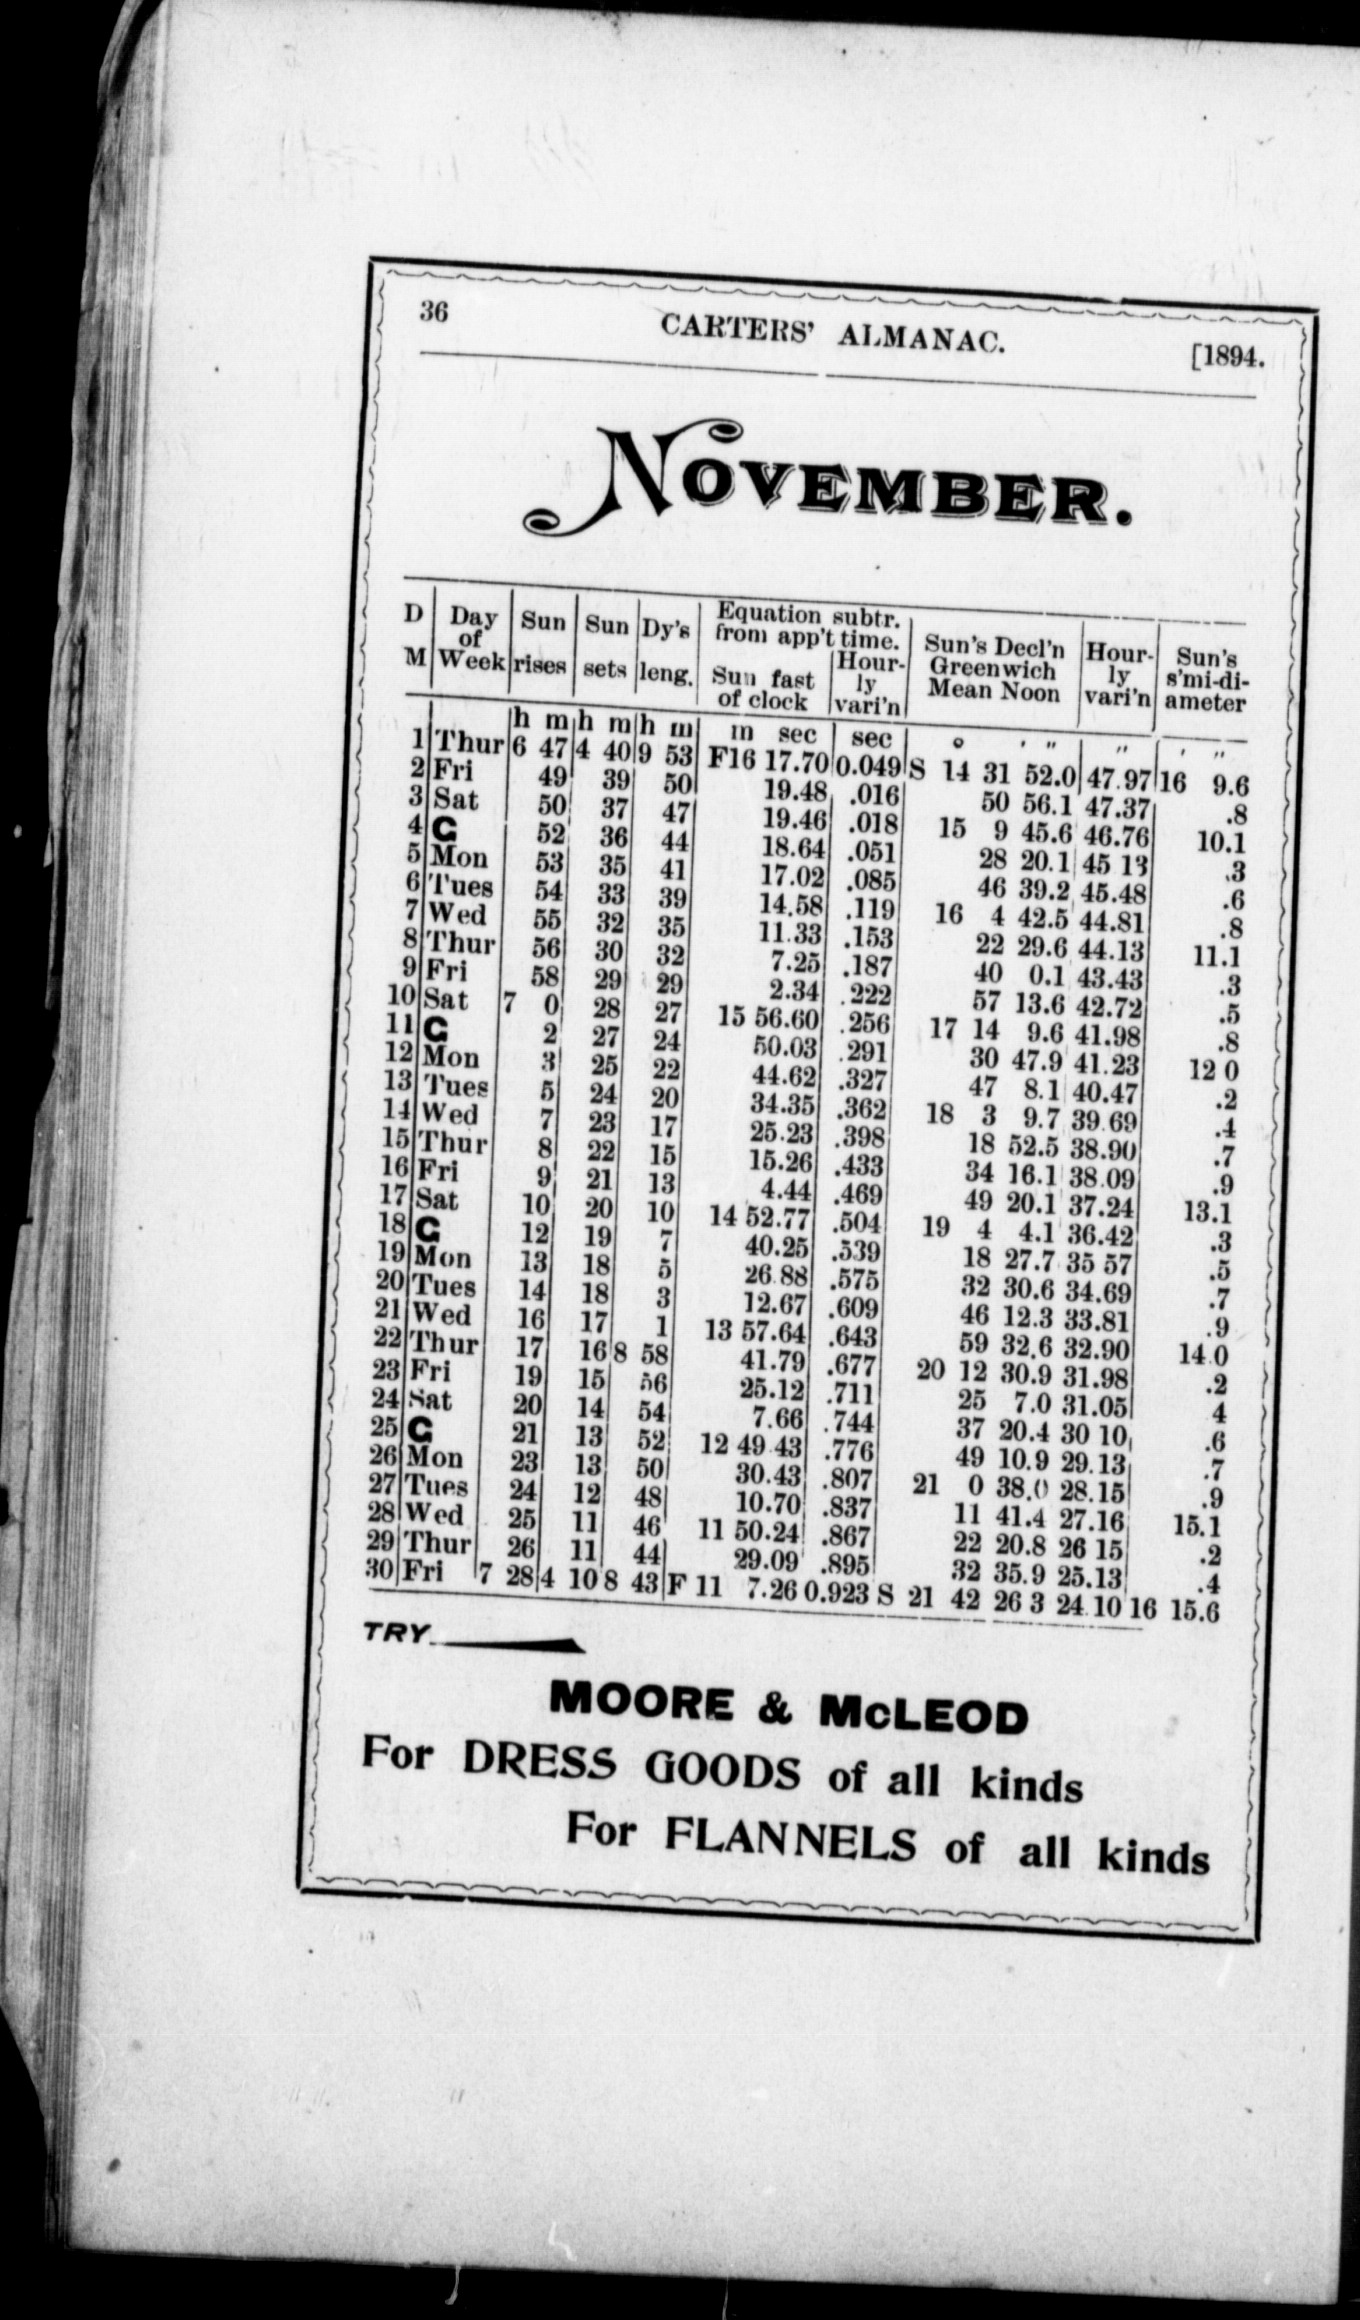 36 CARTERS' ALMANAC. [1894.
NOVEMBER.
D M | Day of Week | Sun rises | Sun sets | Dy's leng. | Equation subtr. from app't time. Sun fast of clock | Hour-ly vari'n | Sun's Decl'n Greenwich Mean Noon | Hour-ly vari'n | Sun's s'mi-di-ameter
h m h m h m m sec sec ° ' " " ' "
1 Thur 6 47 4 40 9 53 F16 17.70 0.049 S 14 31 52.0 47.97 16 9.6
2 Fri 49 39 50 19.48 .016 50 56.1 47.37 .8
3 Sat 50 37 47 19.46 .018 15 9 45.6 46.76 10.1
4 G 52 36 44 18.64 .051 28 20.1 45 13 .3
5 Mon 53 35 41 17.02 .085 46 39.2 45.48 .6
6 Tues 54 33 39 14.58 .119 16 4 42.5 44.81 .8
7 Wed 55 32 35 11.33 .153 22 29.6 44.13 11.1
8 Thur 56 30 32 7.25 .187 40 0.1 43.43 .3
9 Fri 58 29 29 2.34 .222 57 13.6 42.72 .5
10 Sat 7 0 28 27 15 56.60 .256 17 14 9.6 41.98 .8
11 G 2 27 24 50.03 .291 30 47.9 41.23 12 0
12 Mon 3 25 22 44.62 .327 47 8.1 40.47 .2
13 Tues 5 24 20 34.35 .362 18 3 9.7 39.69 .4
14 Wed 7 23 17 25.23 .398 18 52.5 38.90 .7
15 Thur 8 22 15 15.26 .433 34 16.1 38.09 .9
16 Fri 9 21 13 4.44 .469 49 20.1 37.24 13.1
17 Sat 10 20 10 14 52.77 .504 19 4 4.1 36.42 .3
18 G 12 19 7 40.25 .539 18 27.7 35 57 .5
19 Mon 13 18 5 26.88 .575 32 30.6 34.69 .7
20 Tues 14 18 3 12.67 .609 46 12.3 33.81 .9
21 Wed 16 17 1 13 57.64 .643 59 32.6 32.90 14.0
22 Thur 17 16 8 58 41.79 .677 20 12 30.9 31.98 .2
23 Fri 19 15 56 25.12 .711 25 7.0 31.05 4
24 Sat 20 14 54 7.66 .744 37 20.4 30 10 .6
25 G 21 13 52 12 49 43 .776 49 10.9 29.13 .7
26 Mon 23 13 50 30.43 .807 21 0 38.0 28.15 .9
27 Tues 24 12 48 10.70 .837 11 41.4 27.16 15.1
28 Wed 25 11 46 11 50.24 .867 22 20.8 26 15 .2
29 Thur 26 11 44 29.09 .895 32 35.9 25.13 .4
30 Fri 7 28 4 10 8 43 F 11 7.26 0.923 S 21 42 26 3 24.10 16 15.6
TRY
MOORE & McLEOD
For DRESS GOODS of all kinds
For FLANNELS of all kinds